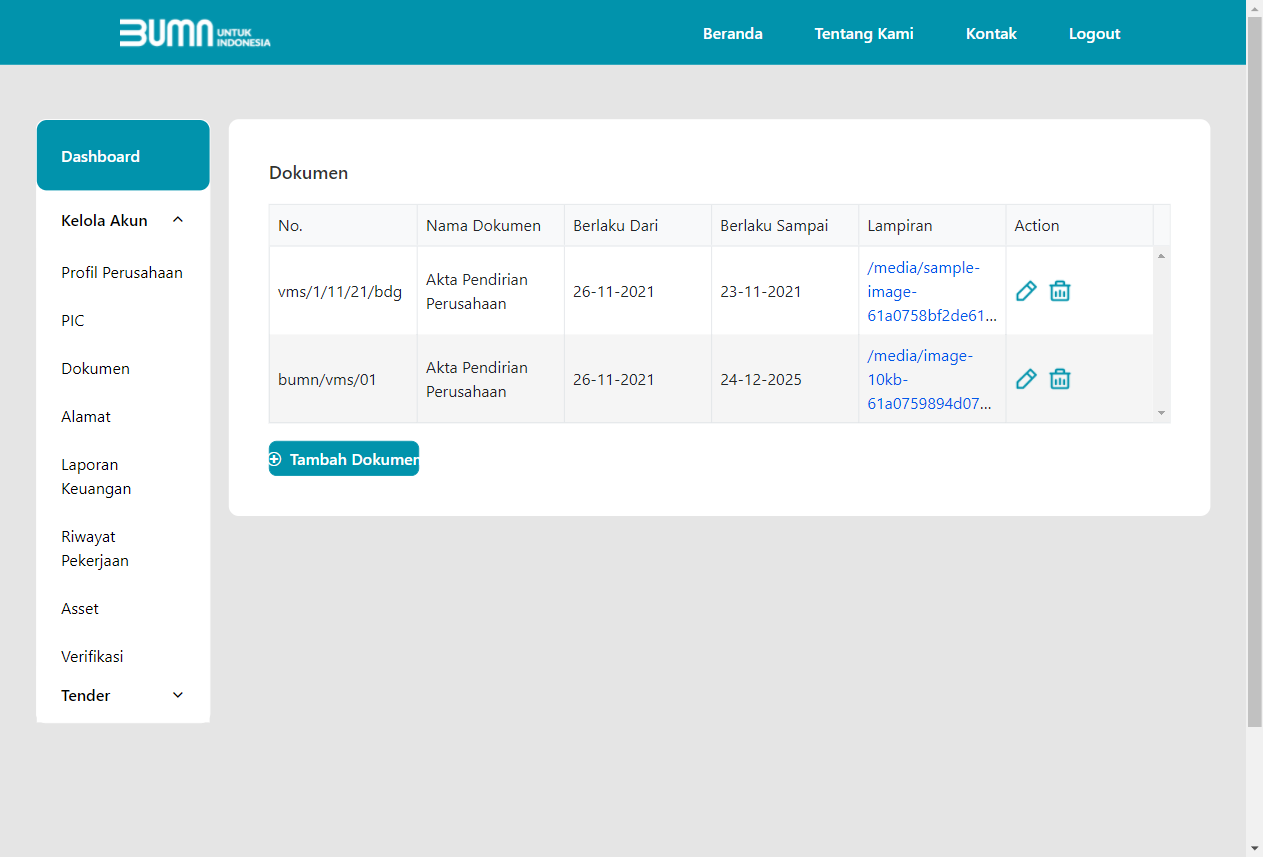 BUMN UNTUK INDONESIA
Beranda
Tentang Kami
Kontak
Logout
Dashboard
Kelola Akun
Profil Perusahaan
PIC
Dokumen
Alamat
Laporan
Keuangan
Riwayat
Pekerjaan
Asset
Verifikasi
Tender
Dokumen
No. Nama Dokumen Berlaku Dari Berlaku Sampai Lampiran Action
vms/1/11/21/bdg
Akta Pendirian
Perusahaan
26-11-2021
23-11-2021
/media/sample-
image-
61a0758bf2de61...
bumn/vms/01
Akta Pendirian
Perusahaan
26-11-2021
24-12-2025
/media/image-
10kb-
61a0759894d07...
Tambah Dokumen